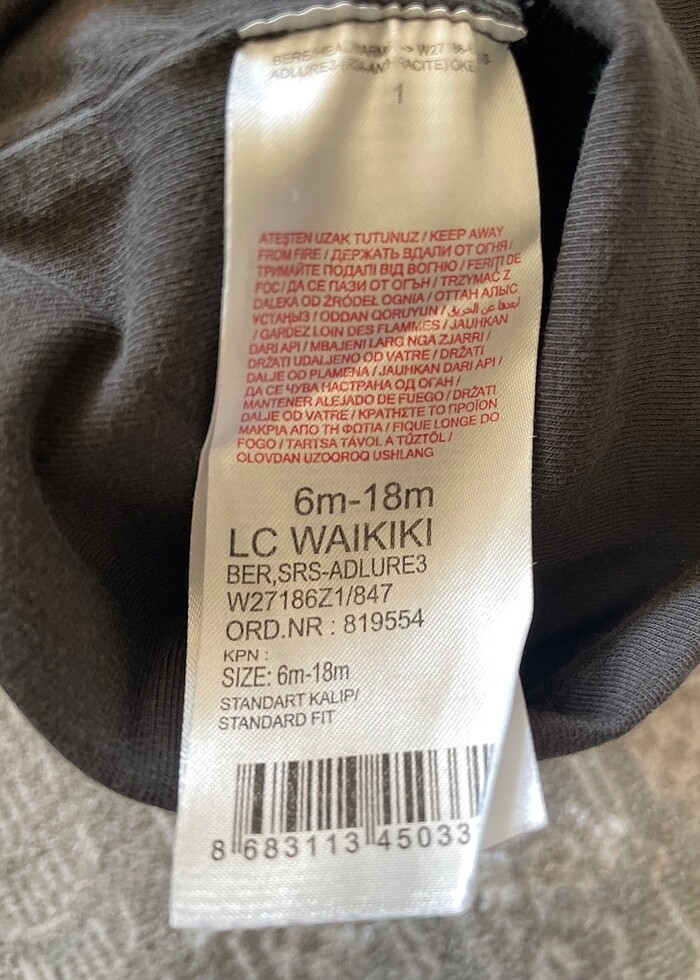 ATEŞTEN UZAK TUTUNUZ / KEEP AWAY
FROM FIRE / ДЕРЖАТЬ ВДАЛИ ОТ ОГНЯ /
ТРИМАЙТЕ ПОДАЛІ ВІД ВОГНЮ / FERIȚI DE
FOC / ДА СЕ ПАЗИ ОТ ОГЪН / TRZYMAĆ Z
DALEKA OD ŹRÓDEŁ OGNIA / ОТТАН АЛЫС
ҰСТАНЫЗ / ODDAN QORUYUN / ابعدها عن الحريق
/ GARDEZ LOIN DES FLAMMES / JAUHKAN
DARI API / MBAJENI LARG NGA ZJARRI /
DRŽATI UDALJENO OD VATRE / DRŽATI
DALJE OD PLAMENA / JAUHKAN DARI API /
ДА СЕ ЧУВА НАСТРАНА ОД ОГАН /
MANTENER ALEJADO DE FUEGO / DRŽATI
DALJE OD VATRE / ΚΡΑΤΗΣΤΕ ΤΟ ΠΡΟΪΟΝ
ΜΑΚΡΙΑ ΑΠΟ ΤΗ ΦΩΤΙΑ / FIQUE LONGE DO
FOGO / TARTSA TÁVOL A TŰZTŐL /
OLOVDAN UZOQROQ USHLANG
6m-18m
LC WAIKIKI
BER,SRS-ADLURE3
W27186Z1/847
ORD.NR : 819554
KPN :
SIZE: 6m-18m
STANDART KALIP/
STANDARD FIT
8 683113 45033